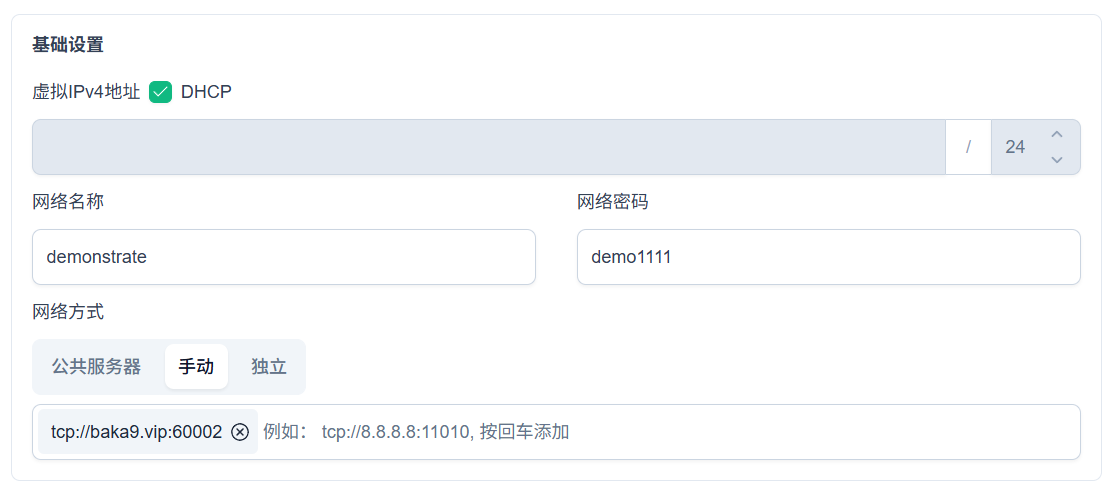 基础设置
虚拟IPv4地址 DHCP
/ 24
网络名称 网络密码
demonstrate demo1111
网络方式
公共服务器 手动 独立
tcp://baka9.vip:60002 例如： tcp://8.8.8.8:11010, 按回车添加